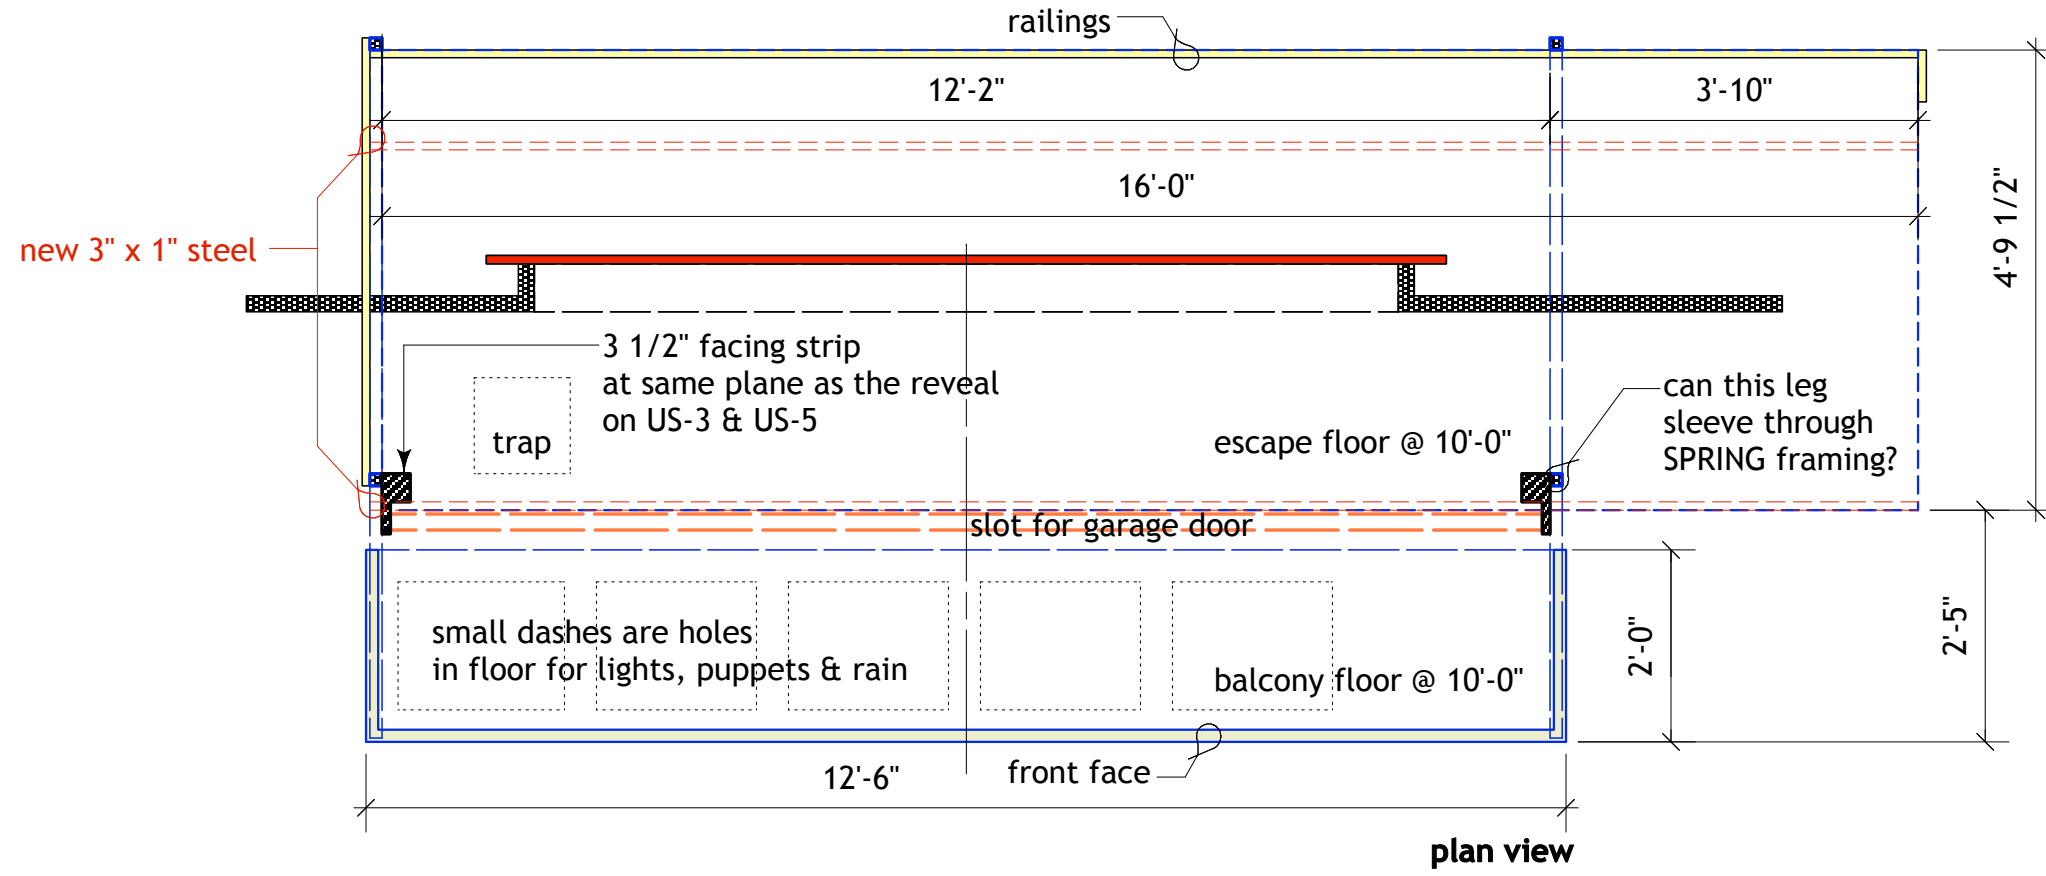 railings
12'-2"
3'-10"
16'-0"
4'-9 1/2"
new 3" x 1" steel
3 1/2" facing strip
at same plane as the reveal
on US-3 & US-5
trap
escape floor @ 10'-0"
can this leg
sleeve through
SPRING framing?
slot for garage door
small dashes are holes
in floor for lights, puppets & rain
balcony floor @ 10'-0"
2'-0"
2'-5"
12'-6"
front face
plan view